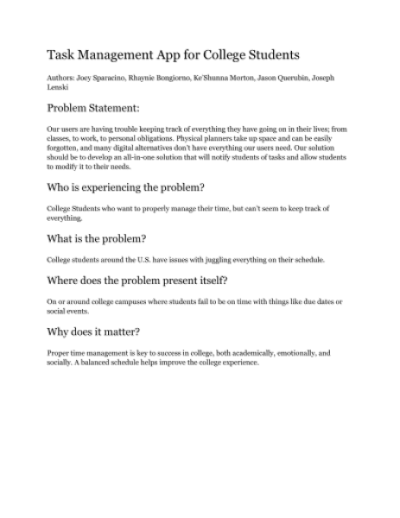 Task Management App for College Students
Authors: Joey Sparacino, Rhaynie Bongiorno, Ke'Shunna Morton, Jason Querubin, Joseph
Lenski
Problem Statement:
Our users are having trouble keeping track of everything they have going on in their lives; from
classes, to work, to personal obligations. Physical planners take up space and can be easily
forgotten, and many digital alternatives don't have everything our users need. Our solution
should be to develop an all-in-one solution that will notify students of tasks and allow students
to modify it to their needs.
Who is experiencing the problem?
College Students who want to properly manage their time, but can't seem to keep track of
everything.
What is the problem?
College students around the U.S. have issues with juggling everything on their schedule.
Where does the problem present itself?
On or around college campuses where students fail to be on time with things like due dates or
social events.
Why does it matter?
Proper time management is key to success in college, both academically, emotionally, and
socially. A balanced schedule helps improve the college experience.